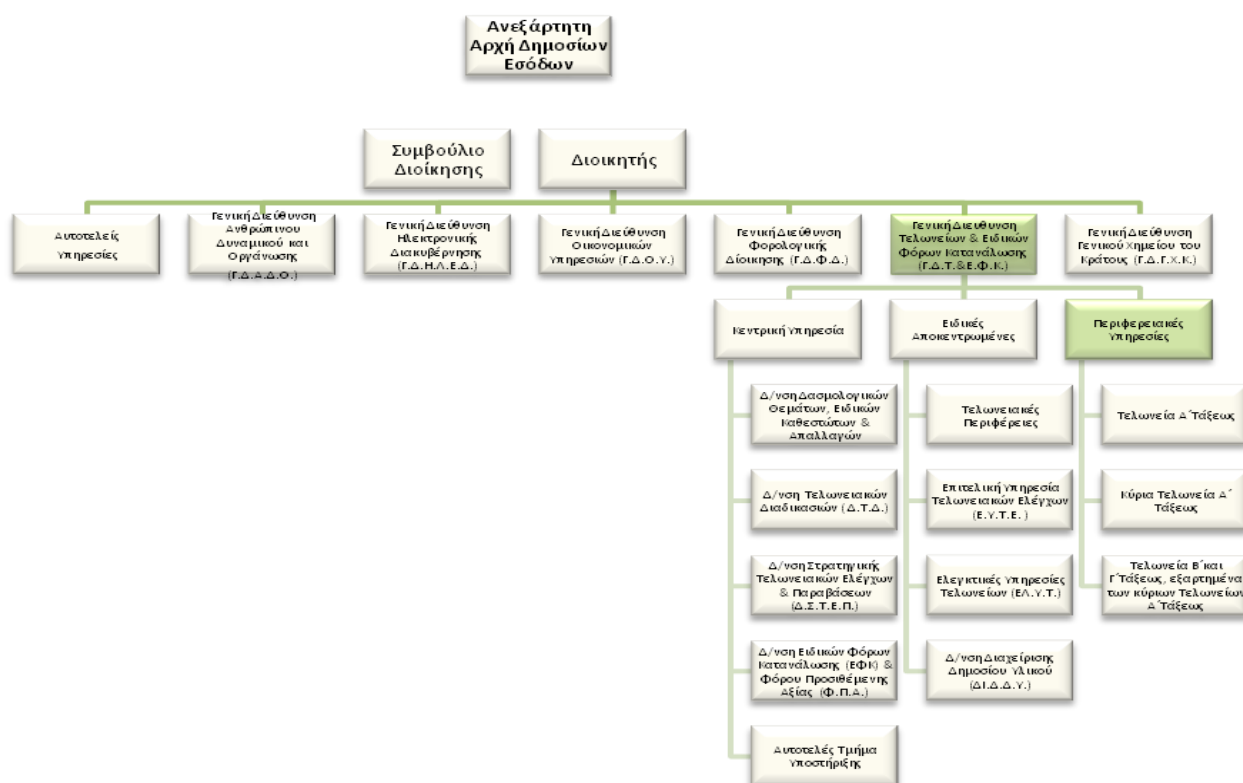 Ανεξάρτητη
Αρχή Δημοσίων
Εσόδων
Συμβούλιο
Διοίκησης
Διοικητής
Αυτοτελείς
Υπηρεσίες
Γενική Διεύθυνση
Ανθρώπινου
Δυναμικού και
Οργάνωσης
(Γ.Δ.Α.Δ.Ο.)
Γενική Διεύθυνση
Ηλεκτρονικής
Διακυβέρνησης
(Γ.Δ.Η.Λ.Ε.Δ.)
Γενική Διεύθυνση
Οικονομικών
Υπηρεσιών (Γ.Δ.Ο.Υ.)
Γενική Διεύθυνση
Φορολογικής
Δίοικησης (Γ.Δ.Φ.Δ.)
Γενική Διευθυνση
Τελωνείων & Ειδικών
Φόρων Κατανάλωσης
(Γ.Δ.Τ.&Ε.Φ.Κ.)
Γενική Διεύθυνση
Γενικού Χημείου του
Κράτους (Γ.Δ.Γ.Χ.Κ.)
Κεντρική Υπηρεσία
Ειδικές
Αποκεντρωμένες
Περιφερειακές
Υπηρεσίες
Δ/νση Δασμολογικών
Θεμάτων, Ειδικών
Καθεστώτων &
Απαλλαγών
Τελωνειακές
Περιφέρειες
Τελωνεία Α΄Τάξεως
Δ/νση Τελωνειακών
Διαδικασιών (Δ.Τ.Δ.)
Επιτελική Υπηρεσία
Τελωνειακών Ελέγχων
(Ε.Υ.Τ.Ε. )
Κύρια Τελωνεία Α΄
Τάξεως
Δ/νση Στρατηγικής
Τελωνειακών Ελέγχων
& Παραβάσεων
(Δ.Σ.Τ.Ε.Π.)
Ελεγκτικές Υπηρεσίες
Τελωνείων (ΕΛ.Υ.Τ.)
Τελωνεία Β΄και
Γ΄Τάξεως, εξαρτημένα
των κύριων Τελωνείων
Α΄Τάξεως
Δ/νση Ειδικών Φόρων
Κατανάλωσης (ΕΦΚ) &
Φόρου Προσιθέμενης
Αξίας (Φ.Π.Α.)
Δ/νση Διαχείρισης
Δημοσίου Υλικού
(ΔΙ.Δ.Δ.Υ.)
Αυτοτελές Τμήμα
Υποστήριξης